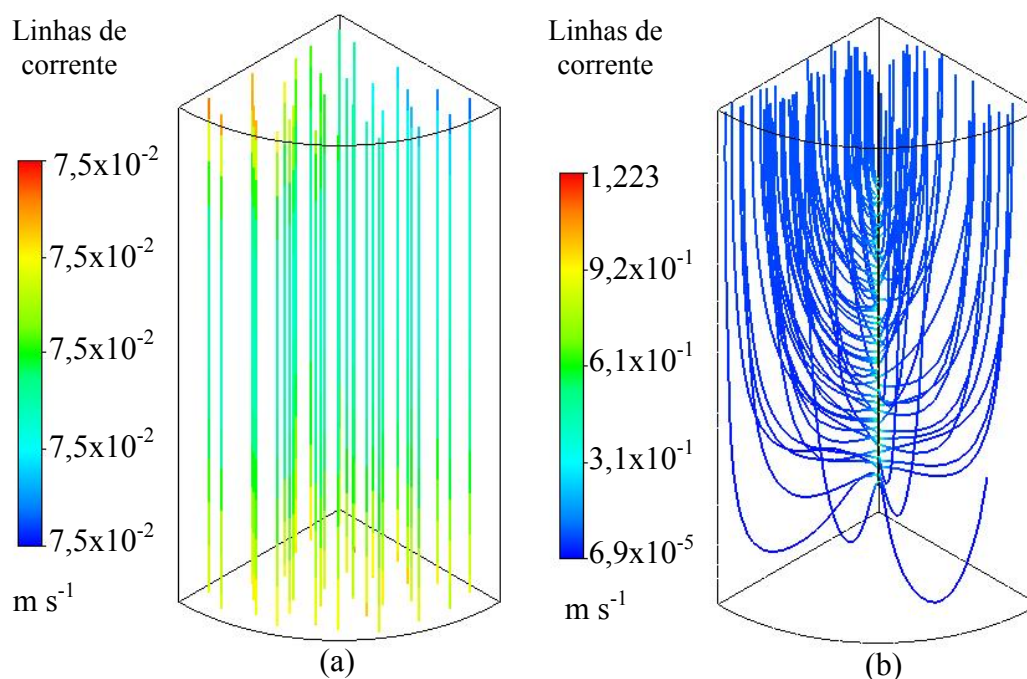 Linhas de
corrente
7,5x10⁻²
7,5x10⁻²
7,5x10⁻²
7,5x10⁻²
7,5x10⁻²
m s⁻¹
(a)
Linhas de
corrente
1,223
9,2x10⁻¹
6,1x10⁻¹
3,1x10⁻¹
6,9x10⁻⁵
m s⁻¹
(b)